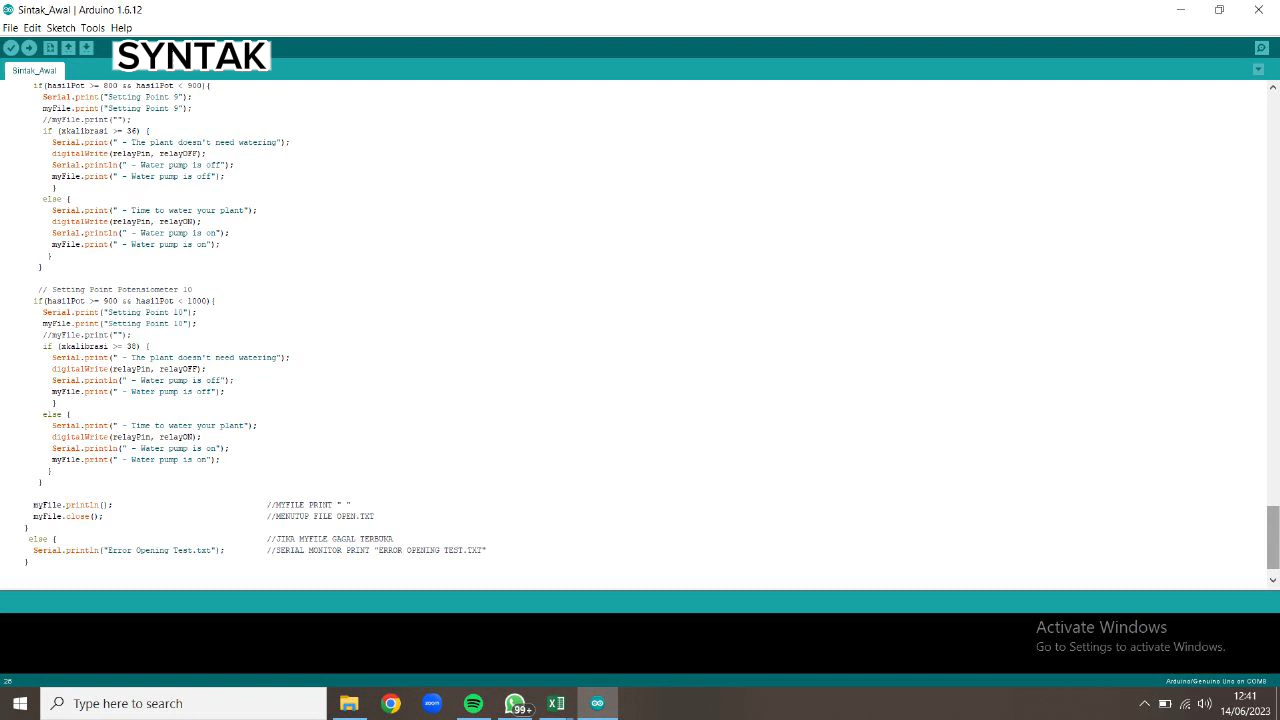 Sintak_Awal | Arduino 1.6.12
File Edit Sketch Tools Help
SYNTAK
Sintak_Awal
if(hasilPot >= 800 && hasilPot < 900){
Serial.print("Setting Point 9");
myFile.print("Setting Point 9");
//myFile.print("");
if (xkalibrasi >= 36) {
Serial.print(" - The plant doesn't need watering");
digitalWrite(relayPin, relayOFF);
Serial.println(" - Water pump is off");
myFile.print(" - Water pump is off");
}
else {
Serial.print(" - Time to water your plant");
digitalWrite(relayPin, relayON);
Serial.println(" - Water pump is on");
myFile.print(" - Water pump is on");
}
}
// Setting Point Potensiometer 10
if(hasilPot >= 900 && hasilPot < 1000){
Serial.print("Setting Point 10");
myFile.print("Setting Point 10");
//myFile.print("");
if (xkalibrasi >= 38) {
Serial.print(" - The plant doesn't need watering");
digitalWrite(relayPin, relayOFF);
Serial.println(" - Water pump is off");
myFile.print(" - Water pump is off");
}
else {
Serial.print(" - Time to water your plant");
digitalWrite(relayPin, relayON);
Serial.println(" - Water pump is on");
myFile.print(" - Water pump is on");
}
}
myFile.println(); //MYFILE PRINT " "
myFile.close(); //MENUTUP FILE OPEN.TXT
}
else { //JIKA MYFILE GAGAL TERBUKA
Serial.println("Error Opening Test.txt"); //SERIAL MONITOR PRINT "ERROR OPENING TEST.TXT"
}
Activate Windows
Go to Settings to activate Windows.
Arduino/Genuino Uno on COM8
Type here to search
zoom
99+
12:41
14/06/2023